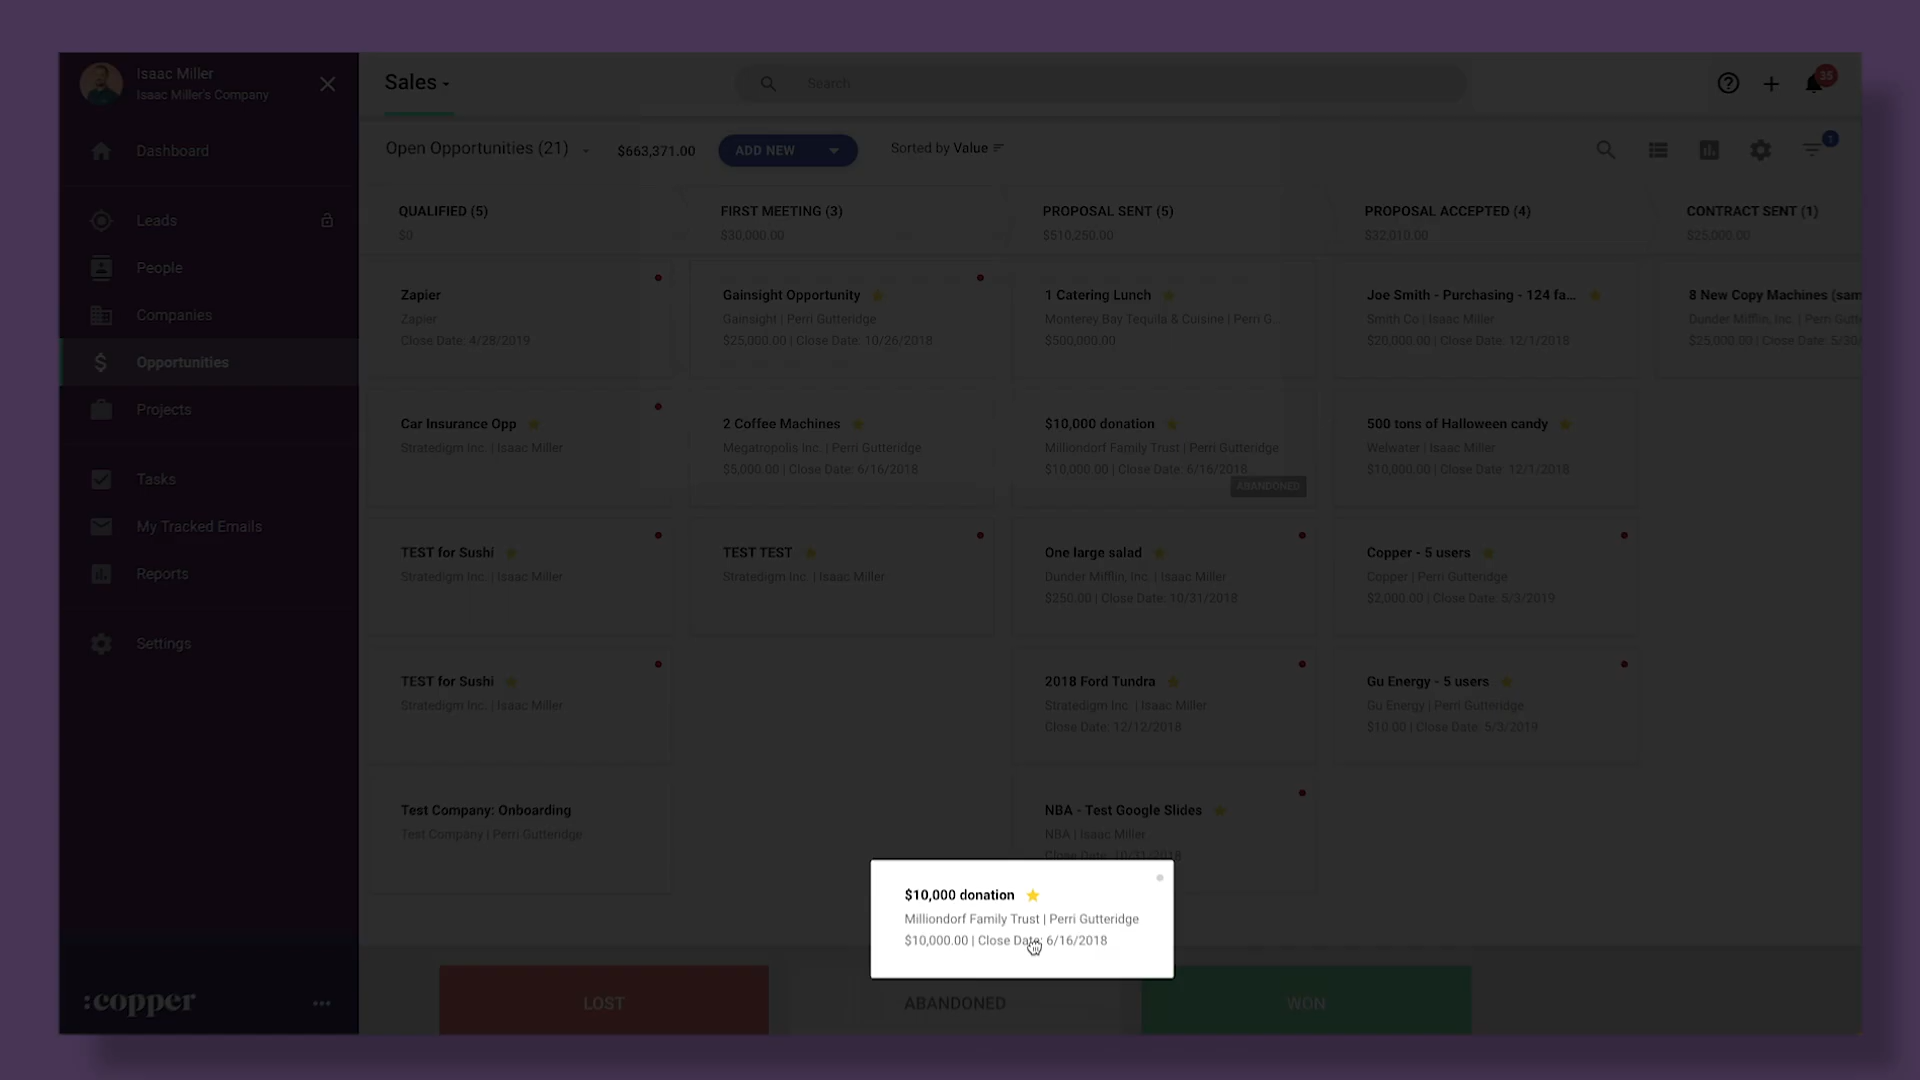 Isaac Miller
Isaac Miller's Company
Dashboard
Leads
People
Companies
Opportunities
Projects
Tasks
My Tracked Emails
Reports
Settings
:copper
Sales
Search
35
Open Opportunities (21)
$663,371.00
ADD NEW
Sorted by Value
1
QUALIFIED (5)
$0
Zapier
Zapier
Close Date: 4/28/2019
Car Insurance Opp
Stratedigm Inc. | Isaac Miller
TEST for Sushi
Stratedigm Inc. | Isaac Miller
TEST for Sushi
Stratedigm Inc. | Isaac Miller
Test Company: Onboarding
Test Company | Perri Gutteridge
FIRST MEETING (3)
$30,000.00
Gainsight Opportunity
Gainsight | Perri Gutteridge
$25,000.00 | Close Date: 10/26/2018
2 Coffee Machines
Megatropolis Inc. | Perri Gutteridge
$5,000.00 | Close Date: 6/16/2018
TEST TEST
Stratedigm Inc. | Isaac Miller
PROPOSAL SENT (5)
$510,250.00
1 Catering Lunch
Monterey Bay Tequila & Cuisine | Perri G...
$500,000.00
$10,000 donation
Milliondorf Family Trust | Perri Gutteridge
$10,000.00 | Close Date: 6/16/2018
ABANDONED
One large salad
Dunder Mifflin, Inc. | Isaac Miller
$250.00 | Close Date: 10/31/2018
2018 Ford Tundra
Stratedigm Inc. | Isaac Miller
Close Date: 12/12/2018
NBA - Test Google Slides
NBA | Isaac Miller
Close Date: 10/31/2018
PROPOSAL ACCEPTED (4)
$32,010.00
Joe Smith - Purchasing - 124 fa...
Smith Co | Isaac Miller
$20,000.00 | Close Date: 12/1/2018
500 tons of Halloween candy
Welwater | Isaac Miller
$10,000.00 | Close Date: 12/1/2018
Copper - 5 users
Copper | Perri Gutteridge
$2,000.00 | Close Date: 5/3/2019
Gu Energy - 5 users
Gu Energy | Perri Gutteridge
$10.00 | Close Date: 5/3/2019
CONTRACT SENT (1)
$25,000.00
8 New Copy Machines (sam
Dunder Mifflin, Inc. | Perri Gutt
$25,000.00 | Close Date: 5/30/
$10,000 donation
Milliondorf Family Trust | Perri Gutteridge
$10,000.00 | Close Date: 6/16/2018
LOST
ABANDONED
WON